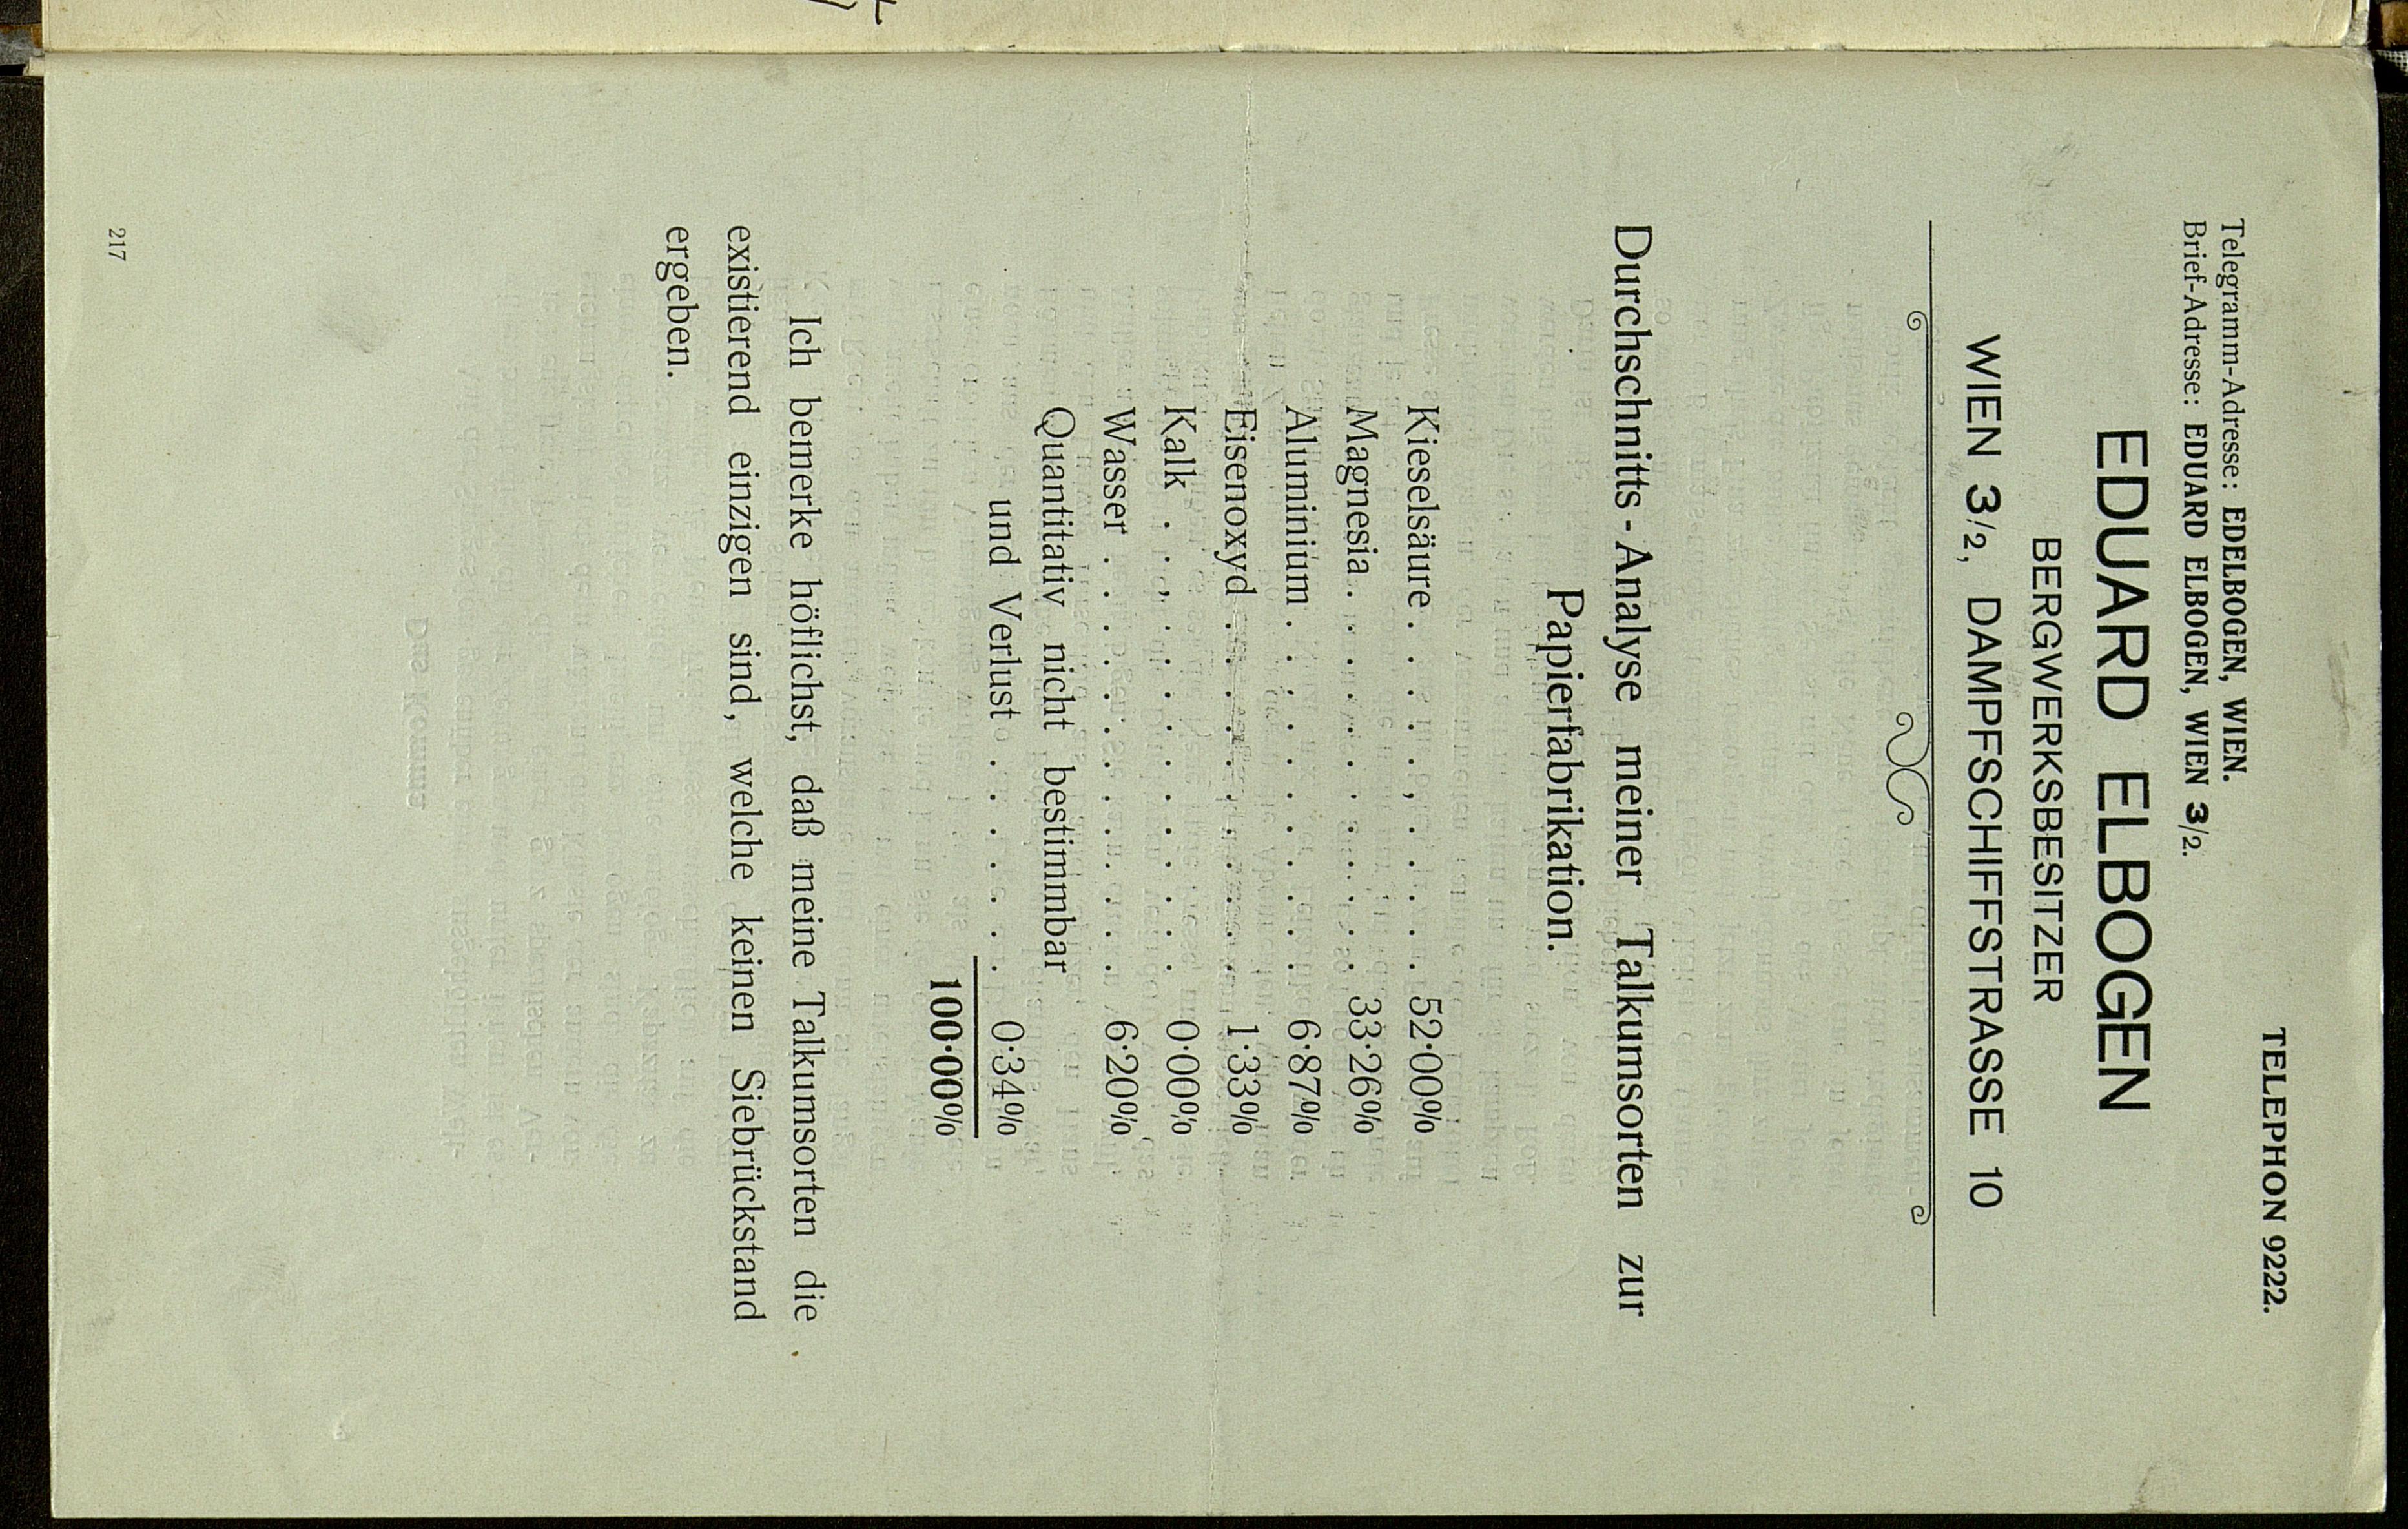 TELEPHON 9222.
Telegramm-Adresse: EDELBOGEN, WIEN.
Brief-Adresse: EDUARD ELBOGEN, WIEN 3/2.
EDUARD ELBOGEN
BERGWERKSBESITZER
WIEN 3/2, DAMPFSCHIFFSTRASSE 10
Durchschnitts-Analyse meiner Talkumsorten zur
Papierfabrikation.
Kieselsäure . . . . . . . . . . 52·00%
Magnesia . . . . . . . . . . 33·26%
Aluminium . . . . . . . . . . 6·87%
Eisenoxyd . . . . . . . . . . 1·33%
Kalk . . . . . . . . . . . . 0·00%
Wasser . . . . . . . . . . . 6·20%
Quantitativ nicht bestimmbar
und Verlust . . . . . . . 0·34%
100·00%
Ich bemerke höflichst, daß meine Talkumsorten die
existierend einzigen sind, welche keinen Siebrückstand
ergeben.
217